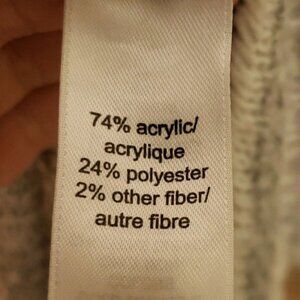 74% acrylic/
acrylique
24% polyester
2% other fiber/
autre fibre